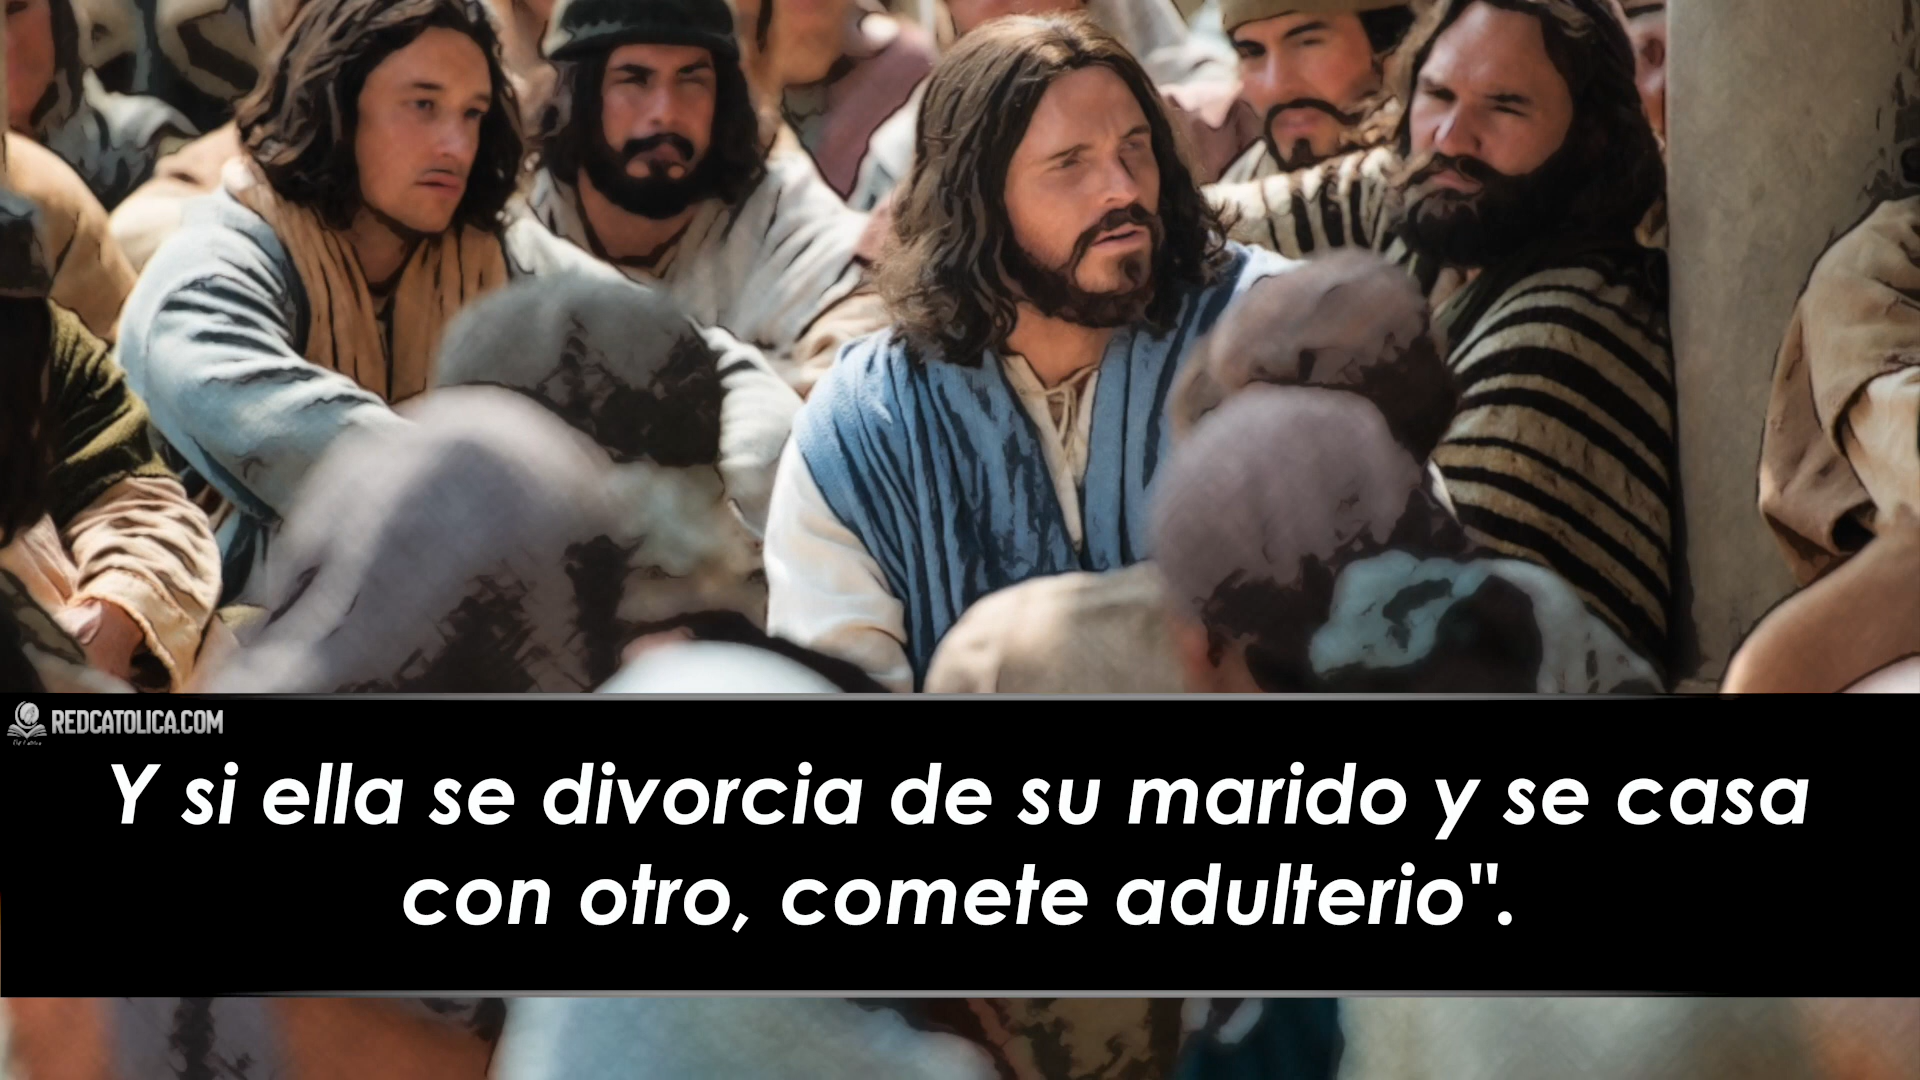 REDCATOLICA.COM
Y si ella se divorcia de su marido y se casa
con otro, comete adulterio".